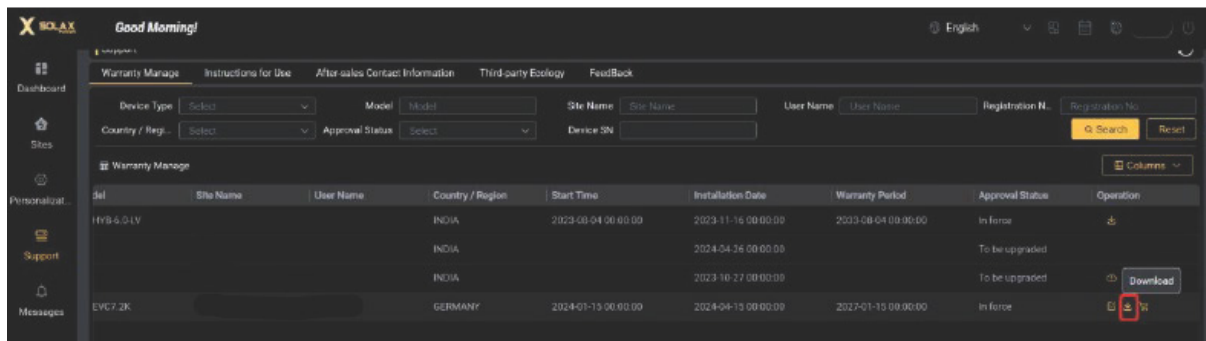 SOLAX Good Morning! English
Support
Warranty Manage Instructions for Use After-sales Contact Information Third-party Ecology FeedBack
Device Type Select Model Model Site Name Site Name User Name User Name Registration N... Registration No.
Country / Regi... Select Approval Status Select Device SN Search Reset
Warranty Manage Columns
del Site Name User Name Country / Region Start Time Installation Date Warranty Period Approval Status Operation
HYB-6.0-LV INDIA 2023-08-04 00:00:00 2023-11-16 00:00:00 2033-08-04 00:00:00 In force
INDIA 2024-04-26 00:00:00 To be upgraded
INDIA 2023-10-27 00:00:00 To be upgraded
Download
EVC7.2K GERMANY 2024-01-15 00:00:00 2024-04-15 00:00:00 2027-01-15 00:00:00 In force
Dashboard
Sites
Personalizat...
Support
Messages